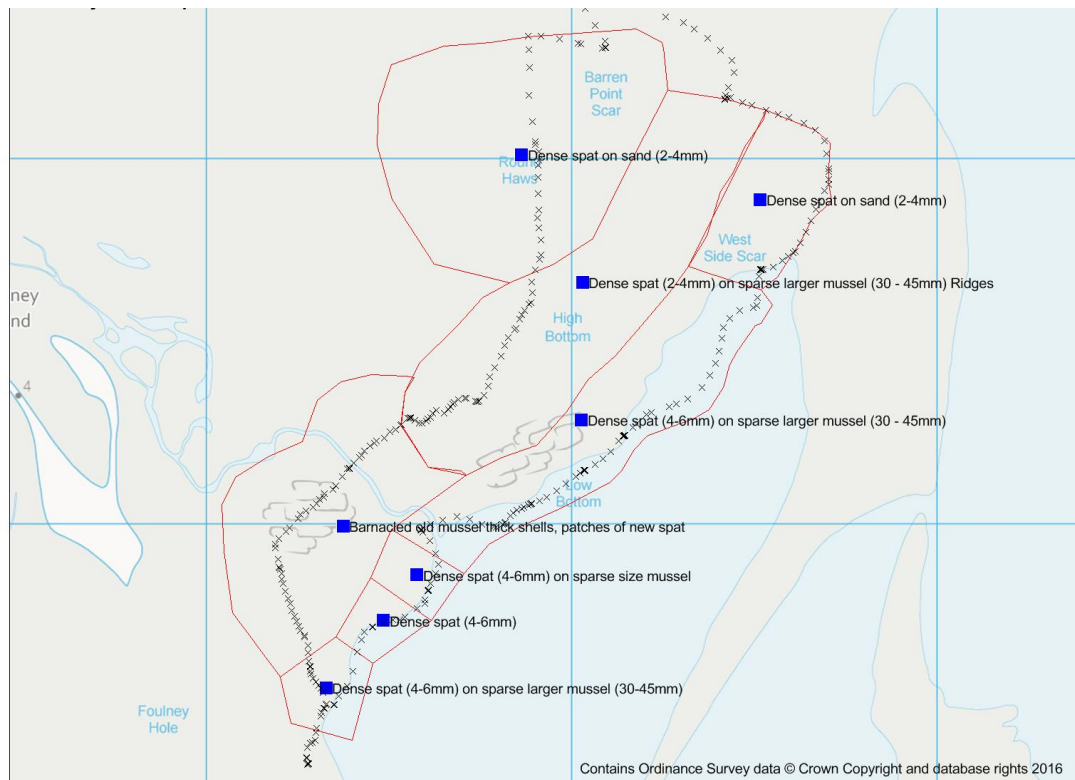 Barren
Point
Scar
Dense spat on sand (2-4mm)
Round
Haws
Dense spat on sand (2-4mm)
West
Side Scar
Dense spat (2-4mm) on sparse larger mussel (30 - 45mm) Ridges
ney
nd
High
Bottom
4
Dense spat (4-6mm) on sparse larger mussel (30 - 45mm)
Low
Bottom
Barnacled old mussel thick shells, patches of new spat
Dense spat (4-6mm) on sparse size mussel
Dense spat (4-6mm)
Dense spat (4-6mm) on sparse larger mussel (30-45mm)
Foulney
Hole
Contains Ordinance Survey data © Crown Copyright and database rights 2016